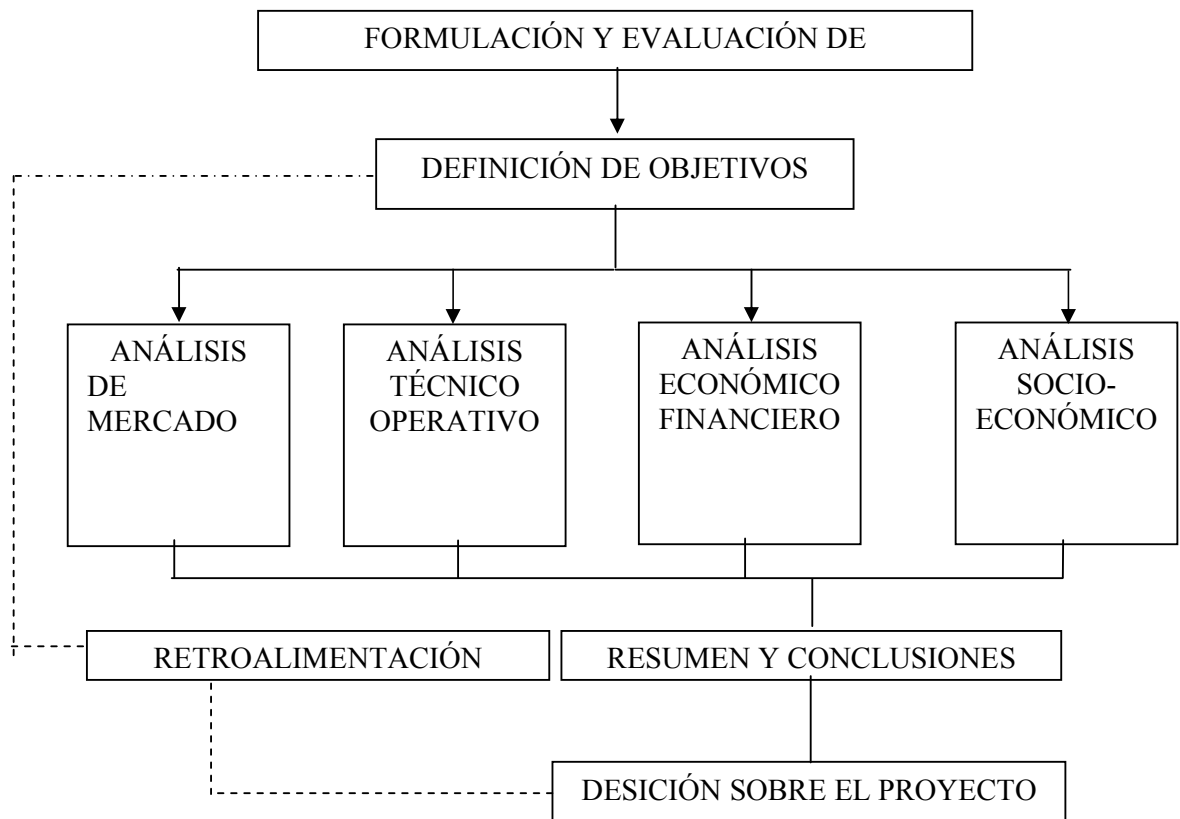 FORMULACIÓN Y EVALUACIÓN DE
DEFINICIÓN DE OBJETIVOS
ANÁLISIS
DE
MERCADO
ANÁLISIS
TÉCNICO
OPERATIVO
ANÁLISIS
ECONÓMICO
FINANCIERO
ANÁLISIS
SOCIO-
ECONÓMICO
RETROALIMENTACIÓN
RESUMEN Y CONCLUSIONES
DESICIÓN SOBRE EL PROYECTO